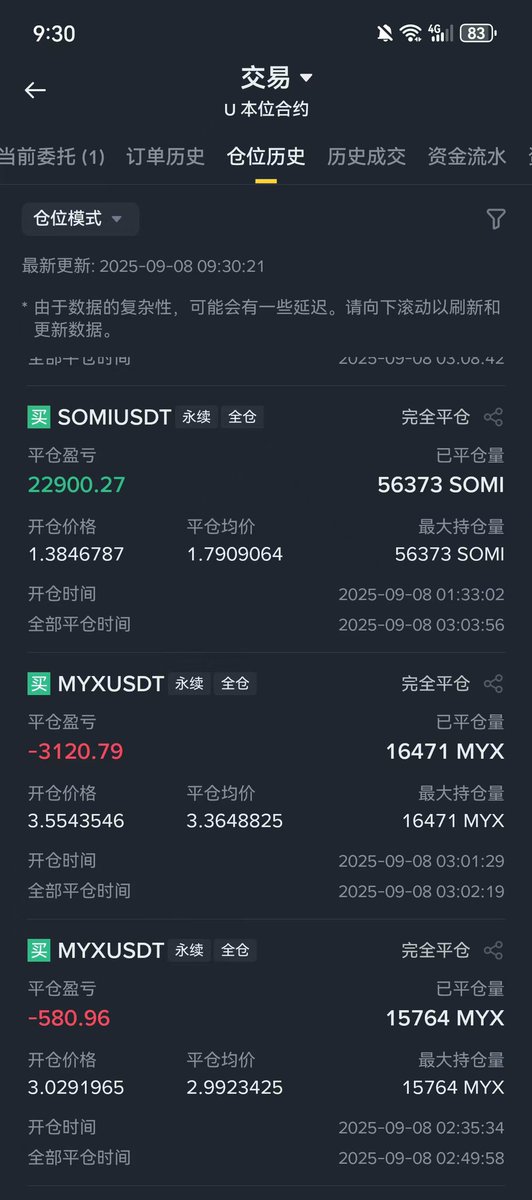 9:30
4G 83
交易
U 本位合约
当前委托 (1) 订单历史 仓位历史 历史成交 资金流水
仓位模式
最新更新: 2025-09-08 09:30:21
* 由于数据的复杂性，可能会有一些延迟。请向下滚动以刷新和
更新数据。
全部平仓时间 2025-09-08 03:08:42
买 SOMIUSDT 永续 全仓 完全平仓
平仓盈亏 已平仓量
22900.27 56373 SOMI
开仓价格 平仓均价 最大持仓量
1.3846787 1.7909064 56373 SOMI
开仓时间 2025-09-08 01:33:02
全部平仓时间 2025-09-08 03:03:56
买 MYXUSDT 永续 全仓 完全平仓
平仓盈亏 已平仓量
-3120.79 16471 MYX
开仓价格 平仓均价 最大持仓量
3.5543546 3.3648825 16471 MYX
开仓时间 2025-09-08 03:01:29
全部平仓时间 2025-09-08 03:02:19
买 MYXUSDT 永续 全仓 完全平仓
平仓盈亏 已平仓量
-580.96 15764 MYX
开仓价格 平仓均价 最大持仓量
3.0291965 2.9923425 15764 MYX
开仓时间 2025-09-08 02:35:34
全部平仓时间 2025-09-08 02:49:58